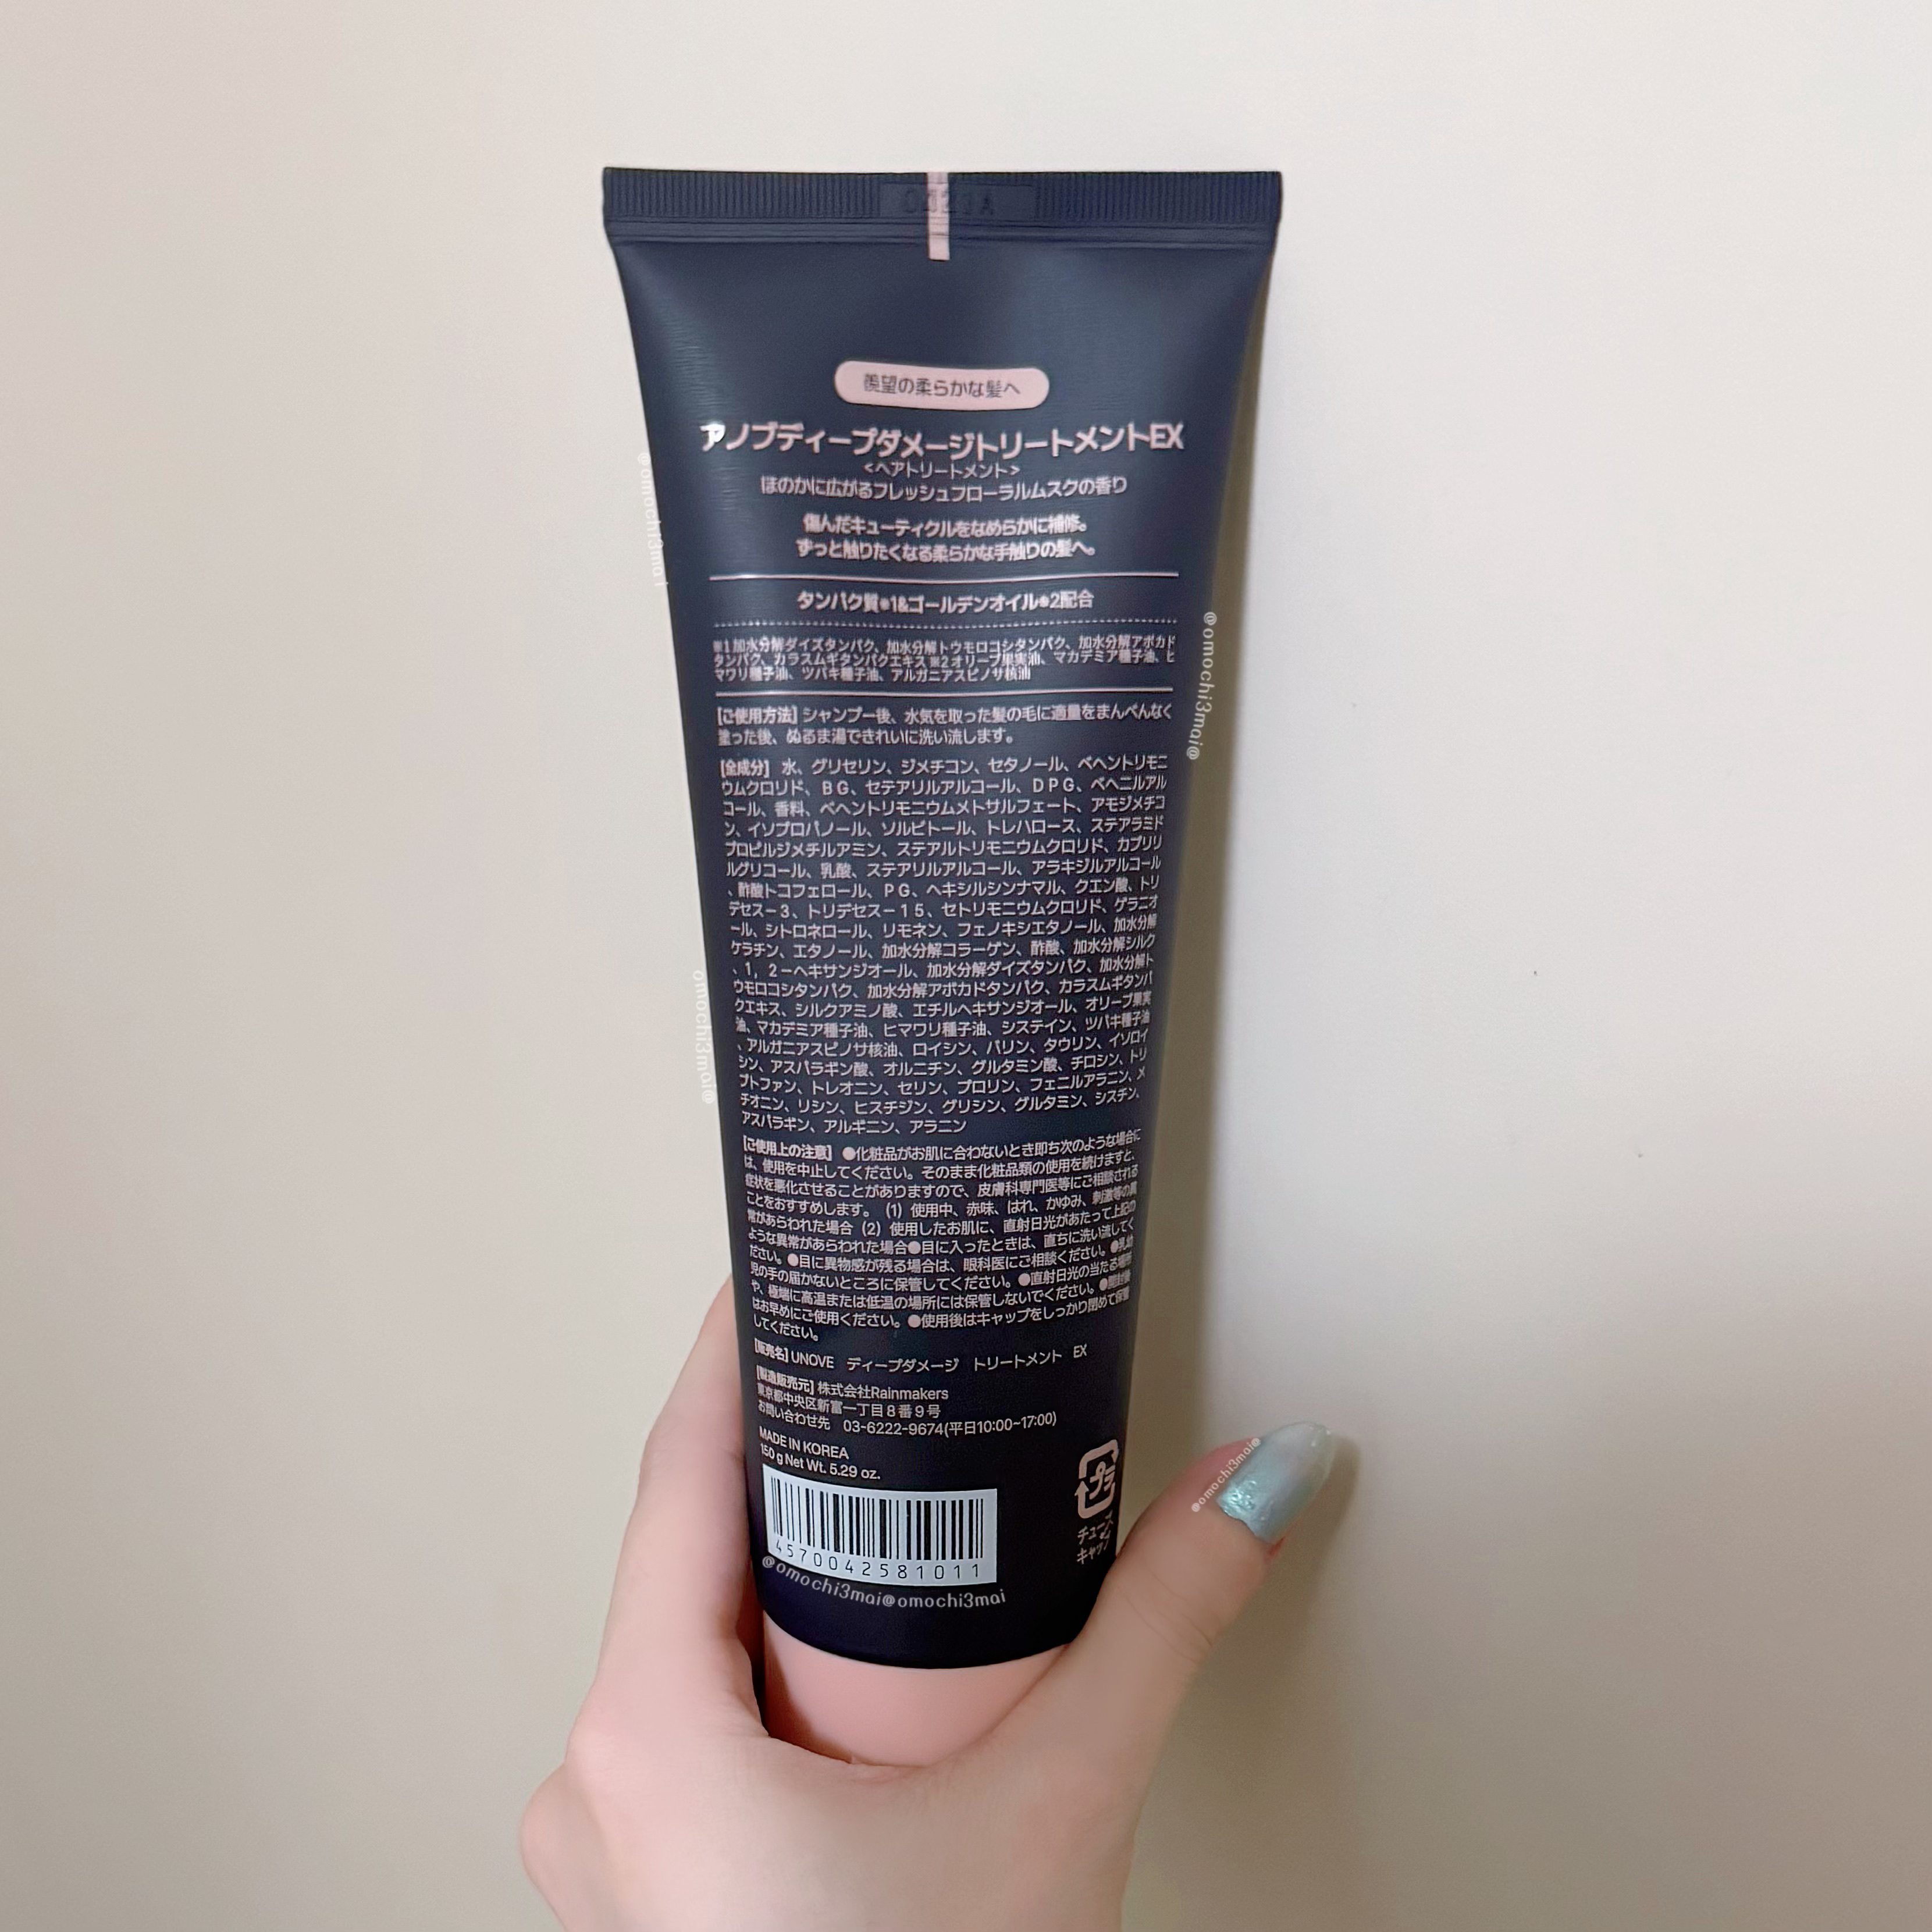 羨望の柔らかな髪へ
アノブディープダメージトリートメントEX
<ヘアトリートメント>
ほのかに広がるフレッシュフローラルムスクの香り
傷んだキューティクルをなめらかに補修。
ずっと触りたくなる柔らかな手触りの髪へ。
タンパク質※1&ゴールデンオイル※2配合
※1 加水分解ダイズタンパク、加水分解トウモロコシタンパク、加水分解アボカド
タンパク、カラスムギタンパクエキス ※2 オリーブ果実油、マカデミア種子油、ヒ
マワリ種子油、ツバキ種子油、アルガニアスピノサ核油
[ご使用方法] シャンプー後、水気を取った髪の毛に適量をまんべんなく
塗った後、ぬるま湯できれいに洗い流します。
[全成分] 水、グリセリン、ジメチコン、セタノール、ベヘントリモニ
ウムクロリド、BG、セテアリルアルコール、DPG、ベヘニルアル
コール、香料、ベヘントリモニウムメトサルフェート、アモジメチコ
ン、イソプロパノール、ソルビトール、トレハロース、ステアラミド
プロピルジメチルアミン、ステアルトリモニウムクロリド、カプリリ
ルグリコール、乳酸、ステアリルアルコール、アラキジルアルコール
、酢酸トコフェロール、PG、ヘキシルシンナマル、クエン酸、トリ
デセス－3、トリデセス－15、セトリモニウムクロリド、ゲラニオ
ール、シトロネロール、リモネン、フェノキシエタノール、加水分解
ケラチン、エタノール、加水分解コラーゲン、酢酸、加水分解シルク
、1，2－ヘキサンジオール、加水分解ダイズタンパク、加水分解ト
ウモロコシタンパク、加水分解アボカドタンパク、カラスムギタンパ
クエキス、シルクアミノ酸、エチルヘキサンジオール、オリーブ果実
油、マカデミア種子油、ヒマワリ種子油、システイン、ツバキ種子油
、アルガニアスピノサ核油、ロイシン、バリン、タウリン、イソロイ
シン、アスパラギン酸、オルニチン、グルタミン酸、チロシン、トリ
プトファン、トレオニン、セリン、プロリン、フェニルアラニン、メ
チオニン、リシン、ヒスチジン、グリシン、グルタミン、シスチン、
アスパラギン、アルギニン、アラニン
[ご使用上の注意] ●化粧品がお肌に合わないとき即ち次のような場合に
は、使用を中止してください。そのまま化粧品類の使用を続けますと、
症状を悪化させることがありますので、皮膚科専門医等にご相談される
ことをおすすめします。(1) 使用中、赤味、はれ、かゆみ、刺激等の異
常があらわれた場合 (2) 使用したお肌に、直射日光があたって上記の
ような異常があらわれた場合●目に入ったときは、直ちに洗い流してく
ださい。●目に異物感が残る場合は、眼科医にご相談ください。●乳幼
児の手の届かないところに保管してください。●直射日光の当たる場所
や、極端に高温または低温の場所には保管しないでください。●開封後
はお早めにご使用ください。●使用後はキャップをしっかり閉めて保管
してください。
[販売名] UNOVE ディープダメージ トリートメント EX
[製造販売元] 株式会社Rainmakers
東京都中央区新富一丁目8番9号
お問い合わせ先 03-6222-9674(平日10:00~17:00)
MADE IN KOREA
150 g Net Wt. 5.29 oz.
4570042581011
プラ
チューブ
キャップ
@omochi3mai@omochi3mai
@omochi3mai
@omochi3mai@
omochi3mai@
@omochi3mai@